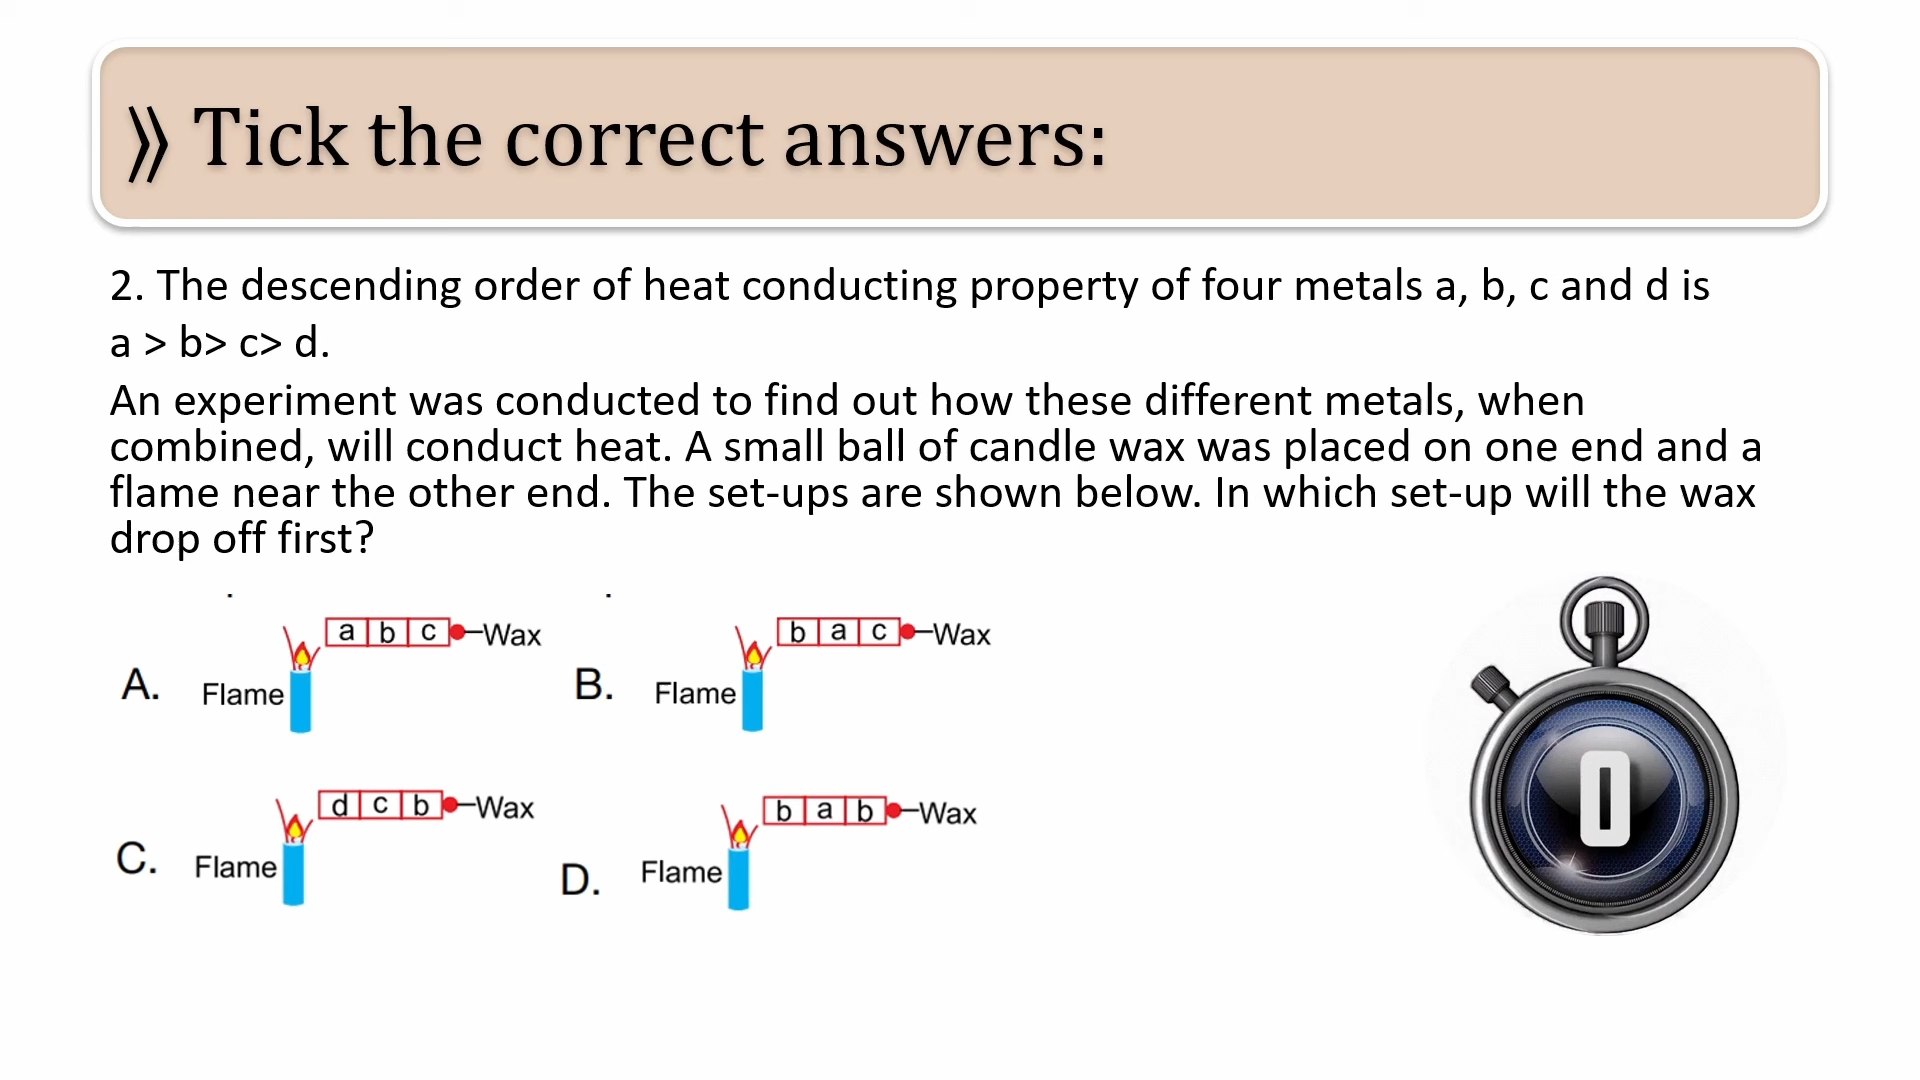 ⟫ Tick the correct answers:
2. The descending order of heat conducting property of four metals a, b, c and d is
a > b> c> d.
An experiment was conducted to find out how these different metals, when
combined, will conduct heat. A small ball of candle wax was placed on one end and a
flame near the other end. The set-ups are shown below. In which set-up will the wax
drop off first?
A. Flame a b c Wax
B. Flame b a c Wax
C. Flame d c b Wax
D. Flame b a b Wax
0